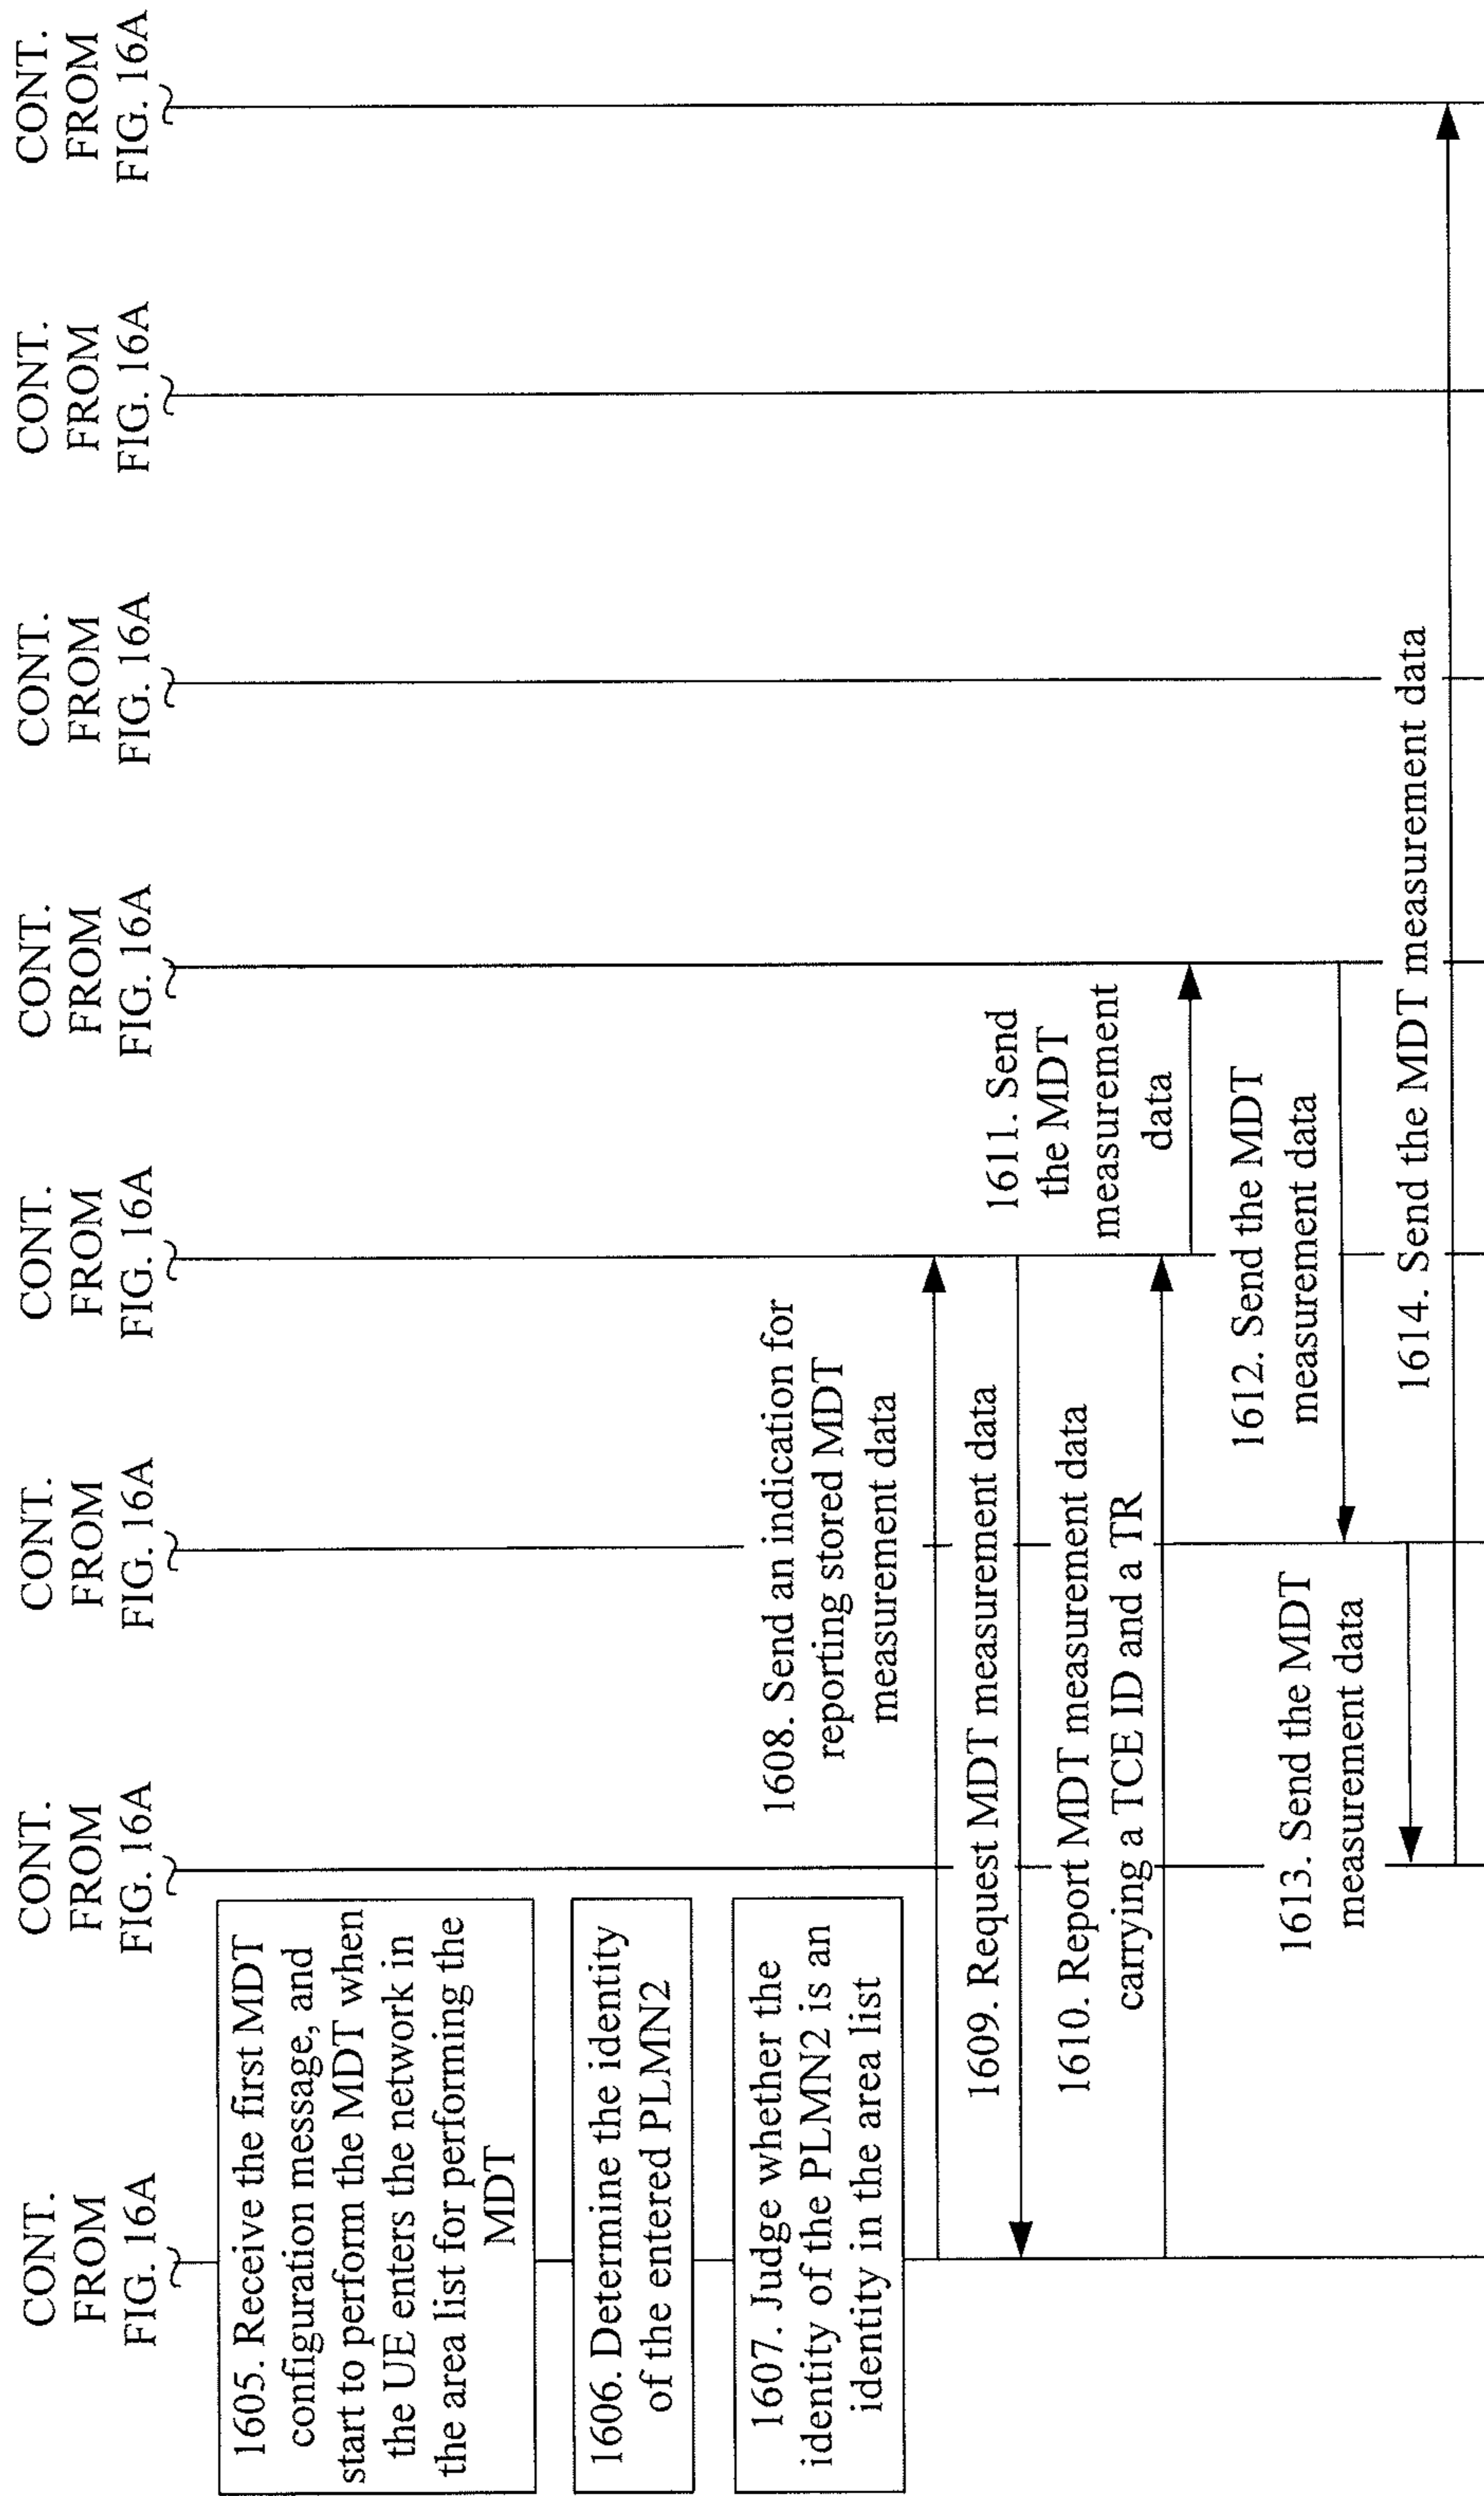 CONT.
FROM
FIG. 16A
CONT.
FROM
FIG. 16A
CONT.
FROM
FIG. 16A
CONT.
FROM
FIG. 16A
CONT.
FROM
FIG. 16A
CONT.
FROM
FIG. 16A
CONT.
FROM
FIG. 16A
CONT.
FROM
FIG. 16A
1605. Receive the first MDT
configuration message, and
start to perform the MDT when
the UE enters the network in
the area list for performing the
MDT
1606. Determine the identity
of the entered PLMN2
1607. Judge whether the
identity of the PLMN2 is an
identity in the area list
1608. Send an indication for
reporting stored MDT
measurement data
1609. Request MDT measurement data
1610. Report MDT measurement data
carrying a TCE ID and a TR
1611. Send
the MDT
measurement
data
1612. Send the MDT
measurement data
1613. Send the MDT
measurement data
1614. Send the MDT measurement data